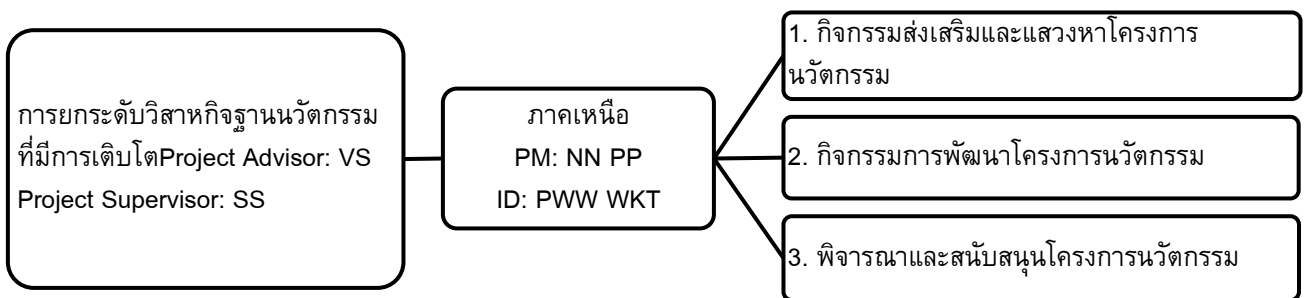 การยกระดับวิสาหกิจฐานนวัตกรรม
ที่มีการเติบโตProject Advisor: VS
Project Supervisor: SS
ภาคเหนือ
PM: NN PP
ID: PWW WKT
1. กิจกรรมส่งเสริมและแสวงหาโครงการ
นวัตกรรม
2. กิจกรรมการพัฒนาโครงการนวัตกรรม
3. พิจารณาและสนับสนุนโครงการนวัตกรรม